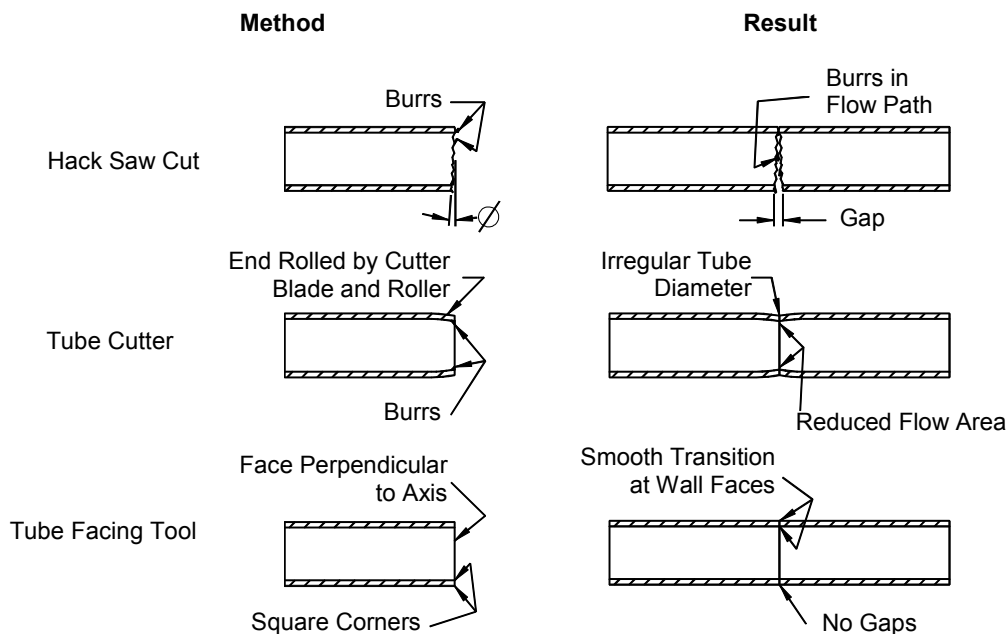 Method
Result
Burrs
Burrs in
Flow Path
Hack Saw Cut
∅
Gap
End Rolled by Cutter
Blade and Roller
Irregular Tube
Diameter
Tube Cutter
Burrs
Reduced Flow Area
Face Perpendicular
to Axis
Smooth Transition
at Wall Faces
Tube Facing Tool
Square Corners
No Gaps